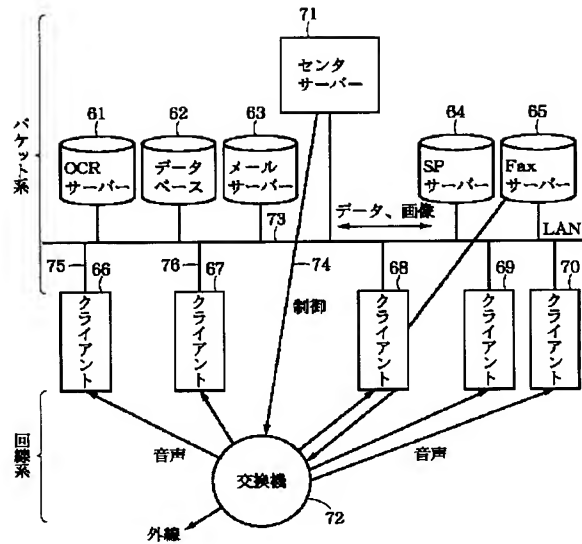 71
センタ
サーバー
パケット系
61
62
63
64
65
OCR
サーバー
データ
ベース
メール
サーバー
SP
サーバー
Fax
サーバー
73
データ、画像
LAN
75
66
76
67
74
68
69
70
クライアント
クライアント
クライアント
クライアント
クライアント
制御
回線系
音声
音声
交換機
72
外線